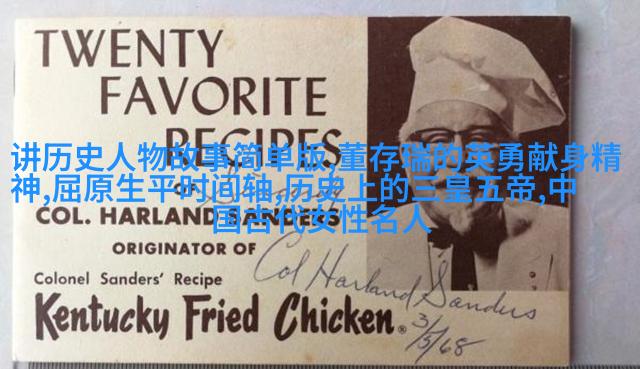 TWENTY
FAVORITE
RECIPES
讲历史人物故事简单版,董存瑞的英勇献身精
神,屈原生平时间轴,历史上的三皇五帝,中
国古代女性名人
OF
COL. HARLAND SANDERS
ORIGINATOR OF
Colonel Sanders' Recipe
Kentucky Fried Chicken®
Col Harland Sanders
3/5/68